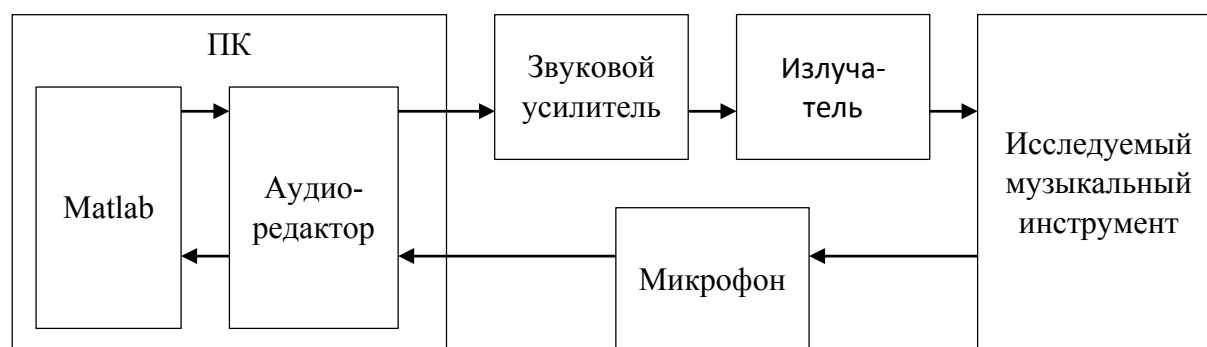 ПК
Matlab
Аудио-
редактор
Звуковой
усилитель
Излуча-
тель
Исследуемый
музыкальный
инструмент
Микрофон